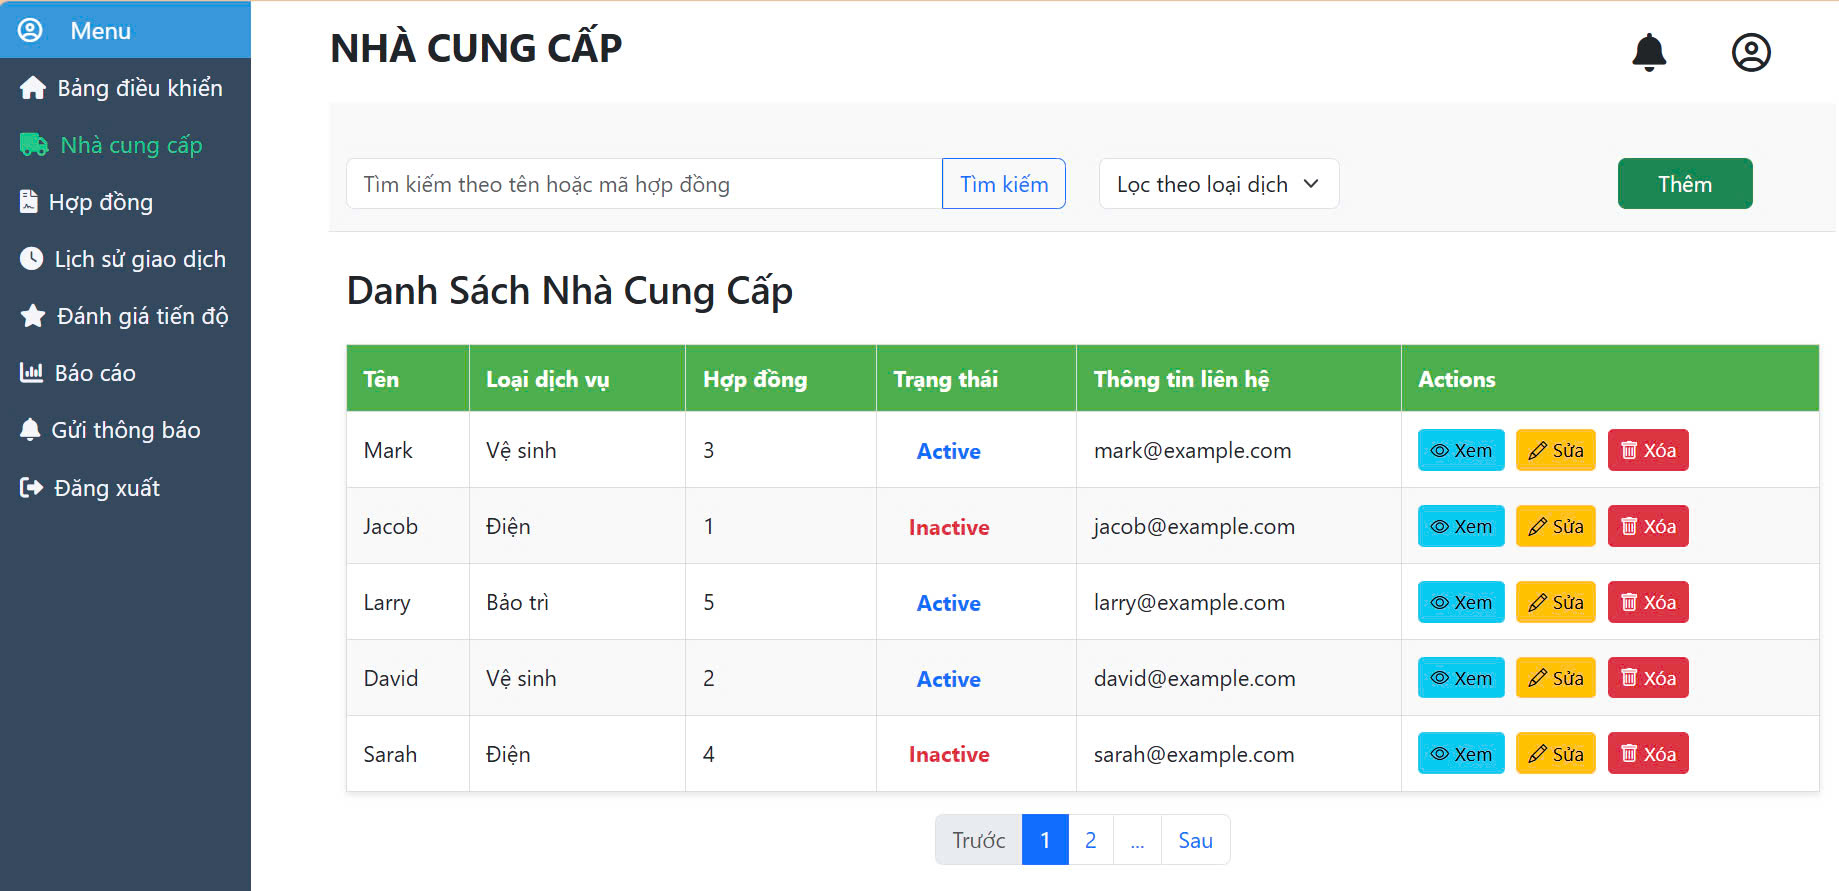 Menu
Bảng điều khiển
Nhà cung cấp
Hợp đồng
Lịch sử giao dịch
Đánh giá tiến độ
Báo cáo
Gửi thông báo
Đăng xuất
NHÀ CUNG CẤP
Tìm kiếm theo tên hoặc mã hợp đồng Tìm kiếm Lọc theo loại dịch Thêm
Danh Sách Nhà Cung Cấp
Tên Loại dịch vụ Hợp đồng Trạng thái Thông tin liên hệ Actions
Mark Vệ sinh 3 Active mark@example.com Xem Sửa Xóa
Jacob Điện 1 Inactive jacob@example.com Xem Sửa Xóa
Larry Bảo trì 5 Active larry@example.com Xem Sửa Xóa
David Vệ sinh 2 Active david@example.com Xem Sửa Xóa
Sarah Điện 4 Inactive sarah@example.com Xem Sửa Xóa
Trước 1 2 ... Sau